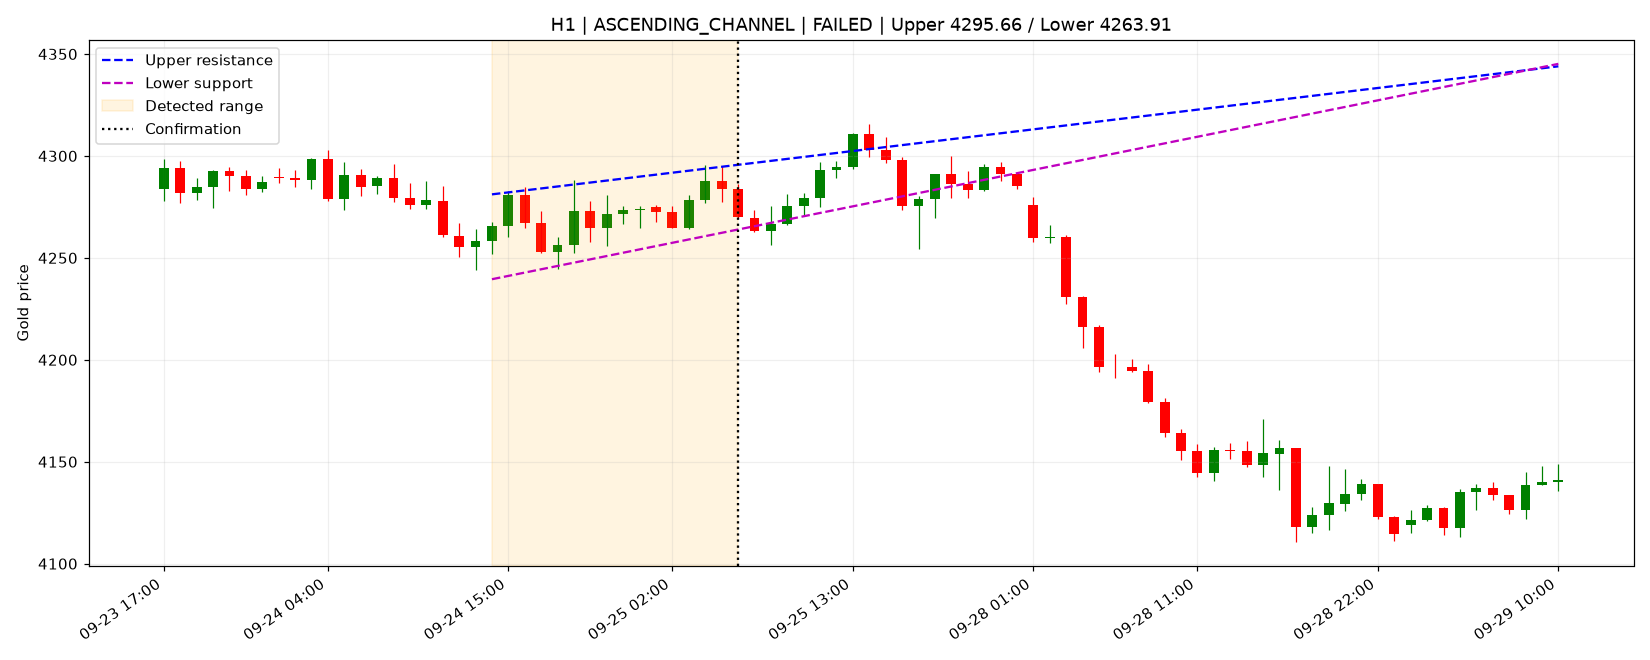 H1 | ASCENDING_CHANNEL | FAILED | Upper 4295.66 / Lower 4263.91
Upper resistance
Lower support
Detected range
Confirmation
Gold price
4350
4300
4250
4200
4150
4100
09-23 17:00
09-24 04:00
09-24 15:00
09-25 02:00
09-25 13:00
09-28 01:00
09-28 11:00
09-28 22:00
09-29 10:00